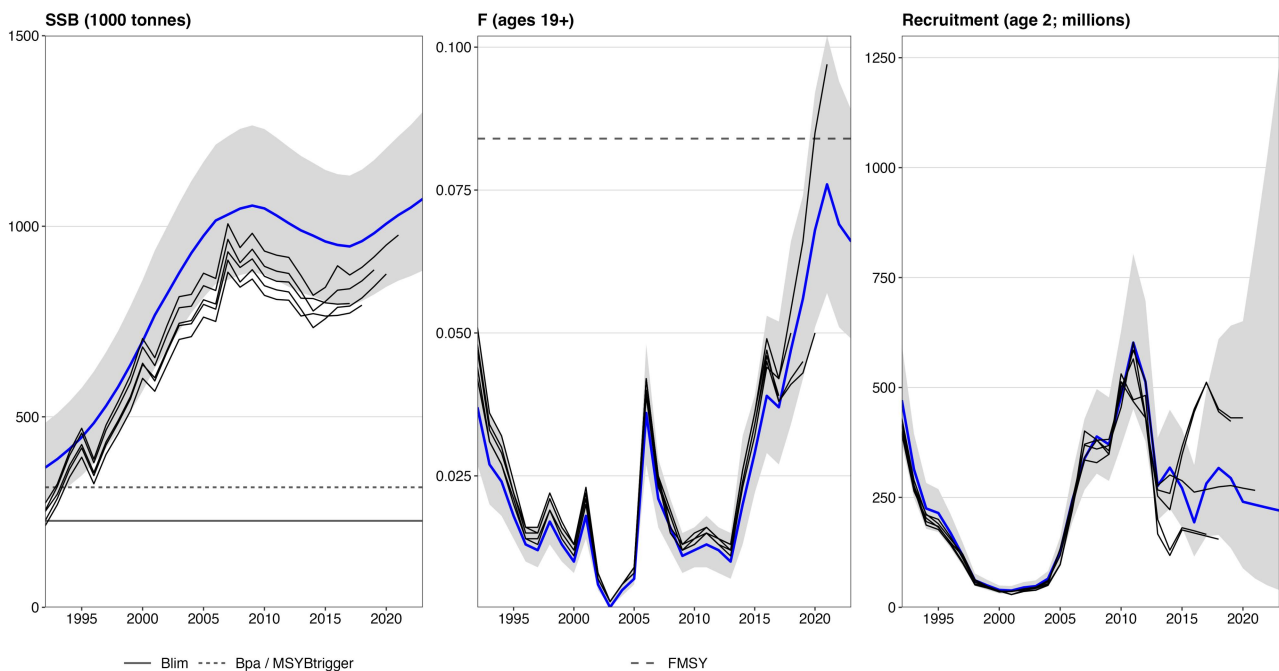 SSB (1000 tonnes)
1500
1000
500
0
1995 2000 2005 2010 2015 2020
F (ages 19+)
0.100
0.075
0.050
0.025
1995 2000 2005 2010 2015 2020
Recruitment (age 2; millions)
1250
1000
750
500
250
0
1995 2000 2005 2010 2015 2020
Blim Bpa / MSYBtrigger
FMSY